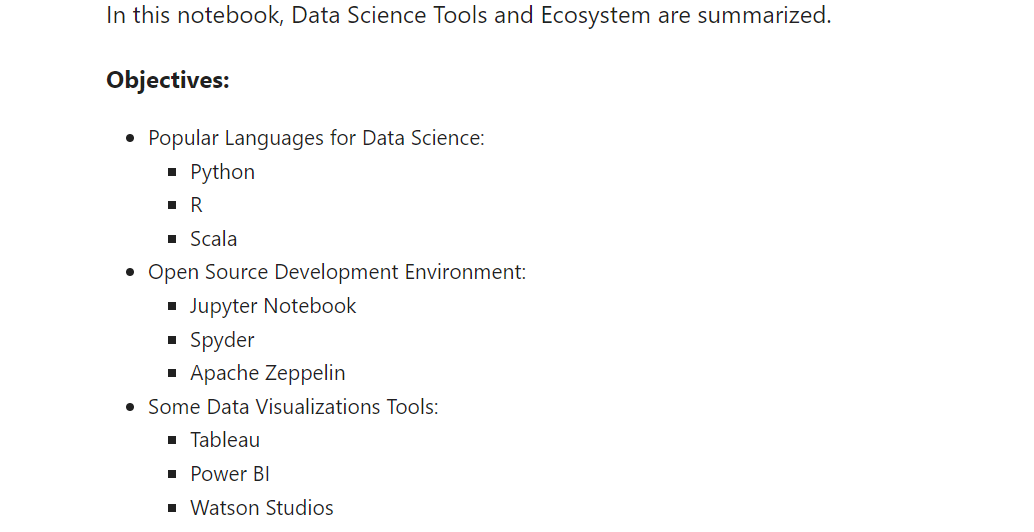 In this notebook, Data Science Tools and Ecosystem are summarized.
Objectives:
Popular Languages for Data Science:
Python
R
Scala
Open Source Development Environment:
Jupyter Notebook
Spyder
Apache Zeppelin
Some Data Visualizations Tools:
Tableau
Power BI
Watson Studios